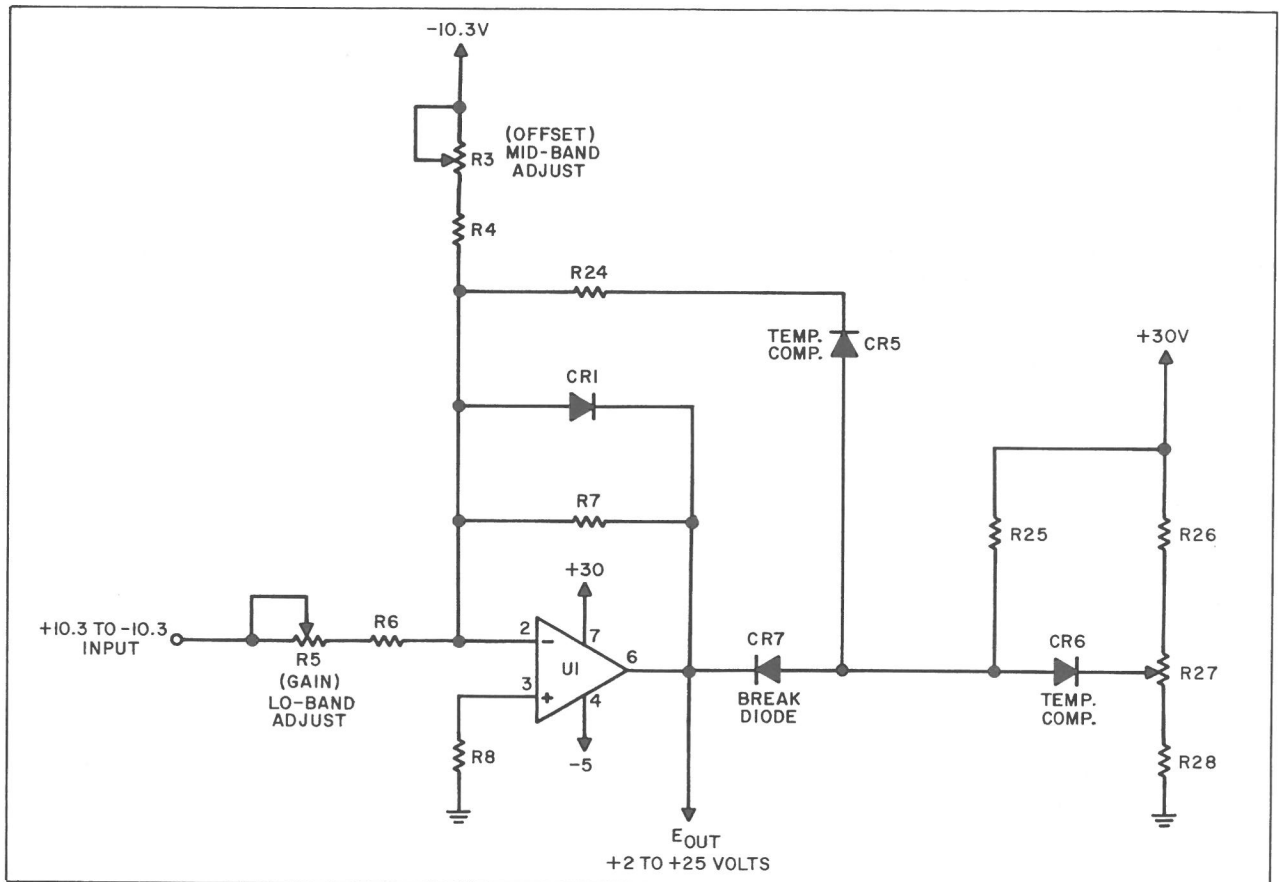 -10.3V
R3
(OFFSET)
MID-BAND
ADJUST
R4
R24
TEMP.
COMP.
CR5
+30V
CR1
R7
R25
R26
+30
+10.3 TO -10.3
INPUT
R5
(GAIN)
LO-BAND
ADJUST
R6
2
7
U1
6
3
4
-5
R8
CR7
BREAK
DIODE
CR6
TEMP.
COMP.
R27
R28
EOUT
+2 TO +25 VOLTS